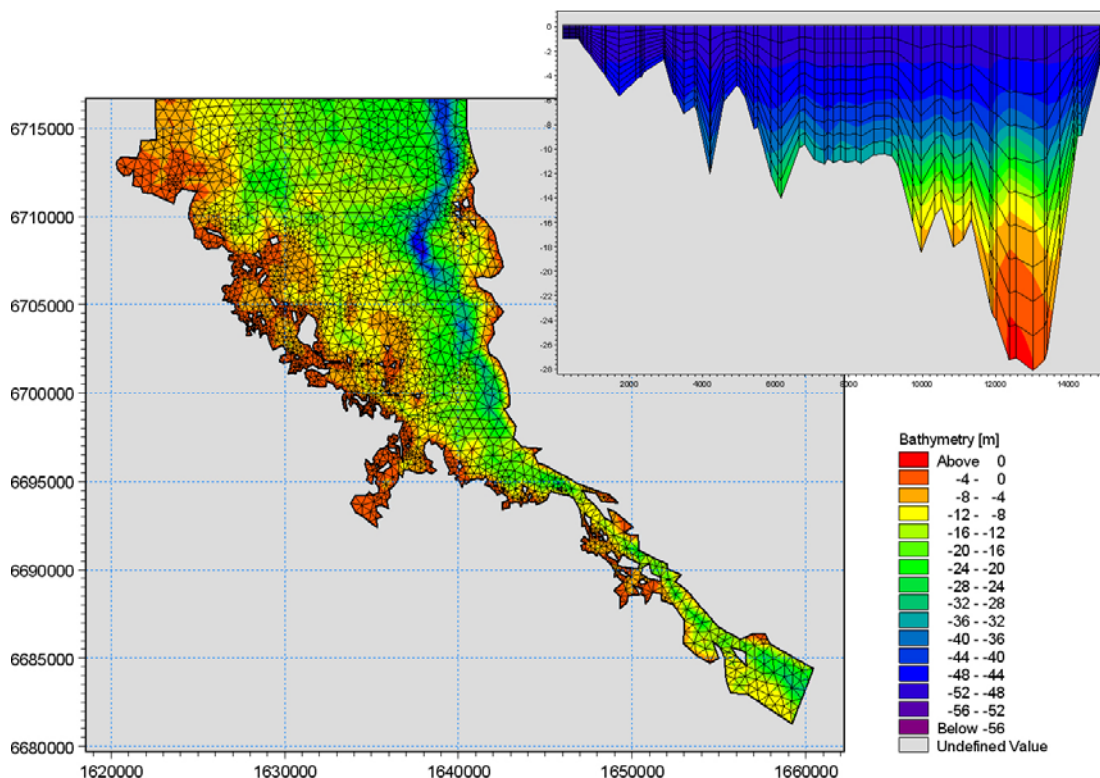 0
-2
-4
-6
-8
-10
-12
-14
-16
-18
-20
-22
-24
-26
-28
2000 4000 6000 8000 10000 12000 14000
6715000
6710000
6705000
6700000
6695000
6690000
6685000
6680000
1620000 1630000 1640000 1650000 1660000
Bathymetry [m]
Above 0
-4 - 0
-8 - -4
-12 - -8
-16 - -12
-20 - -16
-24 - -20
-28 - -24
-32 - -28
-36 - -32
-40 - -36
-44 - -40
-48 - -44
-52 - -48
-56 - -52
Below -56
Undefined Value